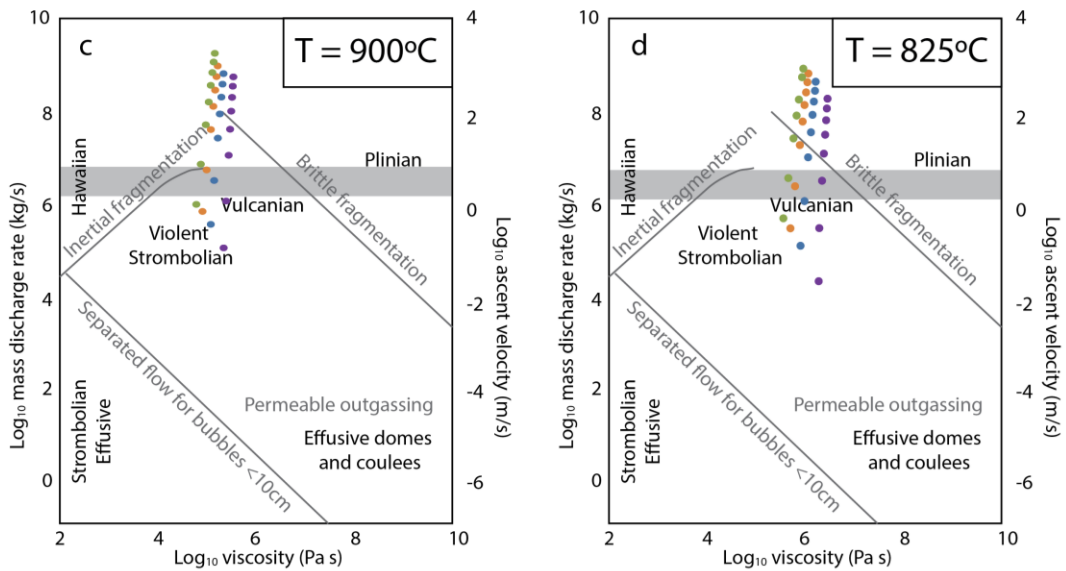 c
T = 900ºC
Log₁₀ mass discharge rate (kg/s)
10
8
6
4
2
0
Hawaiian
Inertial fragmentation
Brittle fragmentation
Plinian
Vulcanian
Violent
Strombolian
Separated flow for bubbles <10cm
Strombolian
Effusive
Permeable outgassing
Effusive domes
and coulees
4
2
0
-2
-4
-6
Log₁₀ ascent velocity (m/s)
2
4
6
8
10
Log₁₀ viscosity (Pa s)
d
T = 825ºC
Log₁₀ mass discharge rate (kg/s)
10
8
6
4
2
0
Hawaiian
Inertial fragmentation
Brittle fragmentation
Plinian
Vulcanian
Violent
Strombolian
Separated flow for bubbles <10cm
Strombolian
Effusive
Permeable outgassing
Effusive domes
and coulees
4
2
0
-2
-4
-6
Log₁₀ ascent velocity (m/s)
2
4
6
8
10
Log₁₀ viscosity (Pa s)